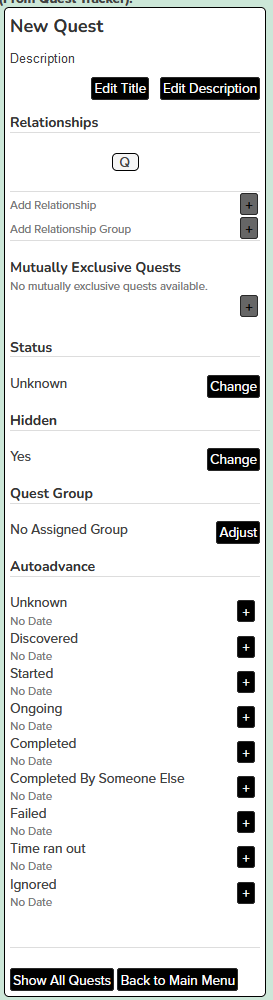 (From Quest Tracker):
New Quest
Description
Edit Title Edit Description
Relationships
Q
Add Relationship +
Add Relationship Group +
Mutually Exclusive Quests
No mutually exclusive quests available.
+
Status
Unknown Change
Hidden
Yes Change
Quest Group
No Assigned Group Adjust
Autoadvance
Unknown
No Date +
Discovered
No Date +
Started
No Date +
Ongoing
No Date +
Completed
No Date +
Completed By Someone Else
No Date +
Failed
No Date +
Time ran out
No Date +
Ignored
No Date +
Show All Quests Back to Main Menu